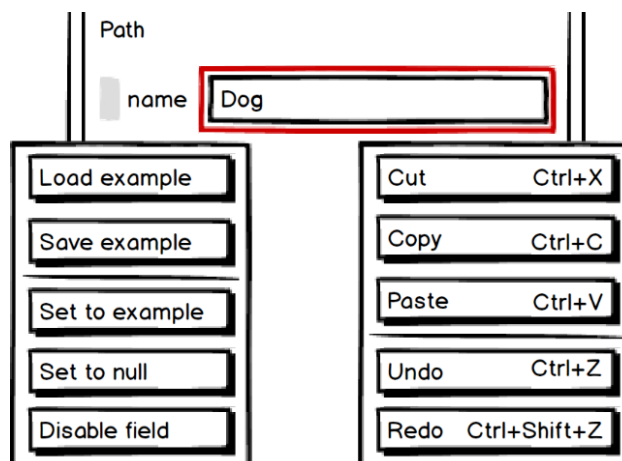 Path
name
Dog
Load example
Save example
Set to example
Set to null
Disable field
Cut Ctrl+X
Copy Ctrl+C
Paste Ctrl+V
Undo Ctrl+Z
Redo Ctrl+Shift+Z